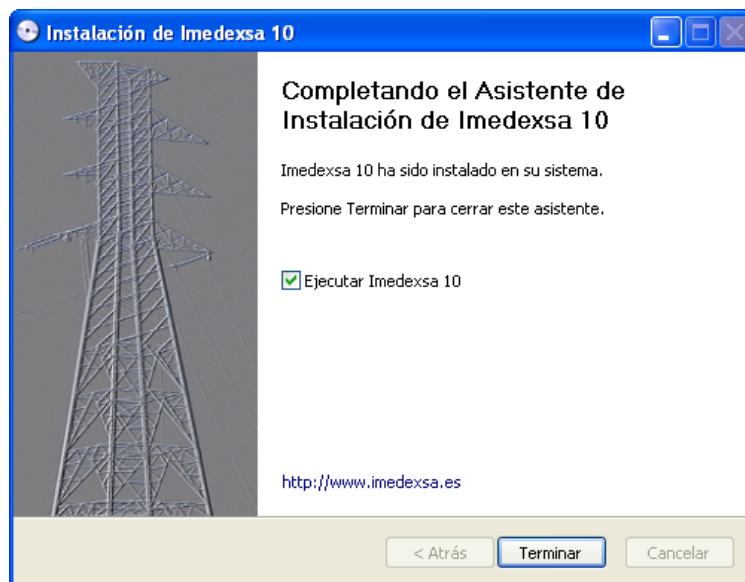 Instalación de Imedexsa 10
Completando el Asistente de
Instalación de Imedexsa 10
Imedexsa 10 ha sido instalado en su sistema.
Presione Terminar para cerrar este asistente.
Ejecutar Imedexsa 10
http://www.imedexsa.es
< Atrás Terminar Cancelar